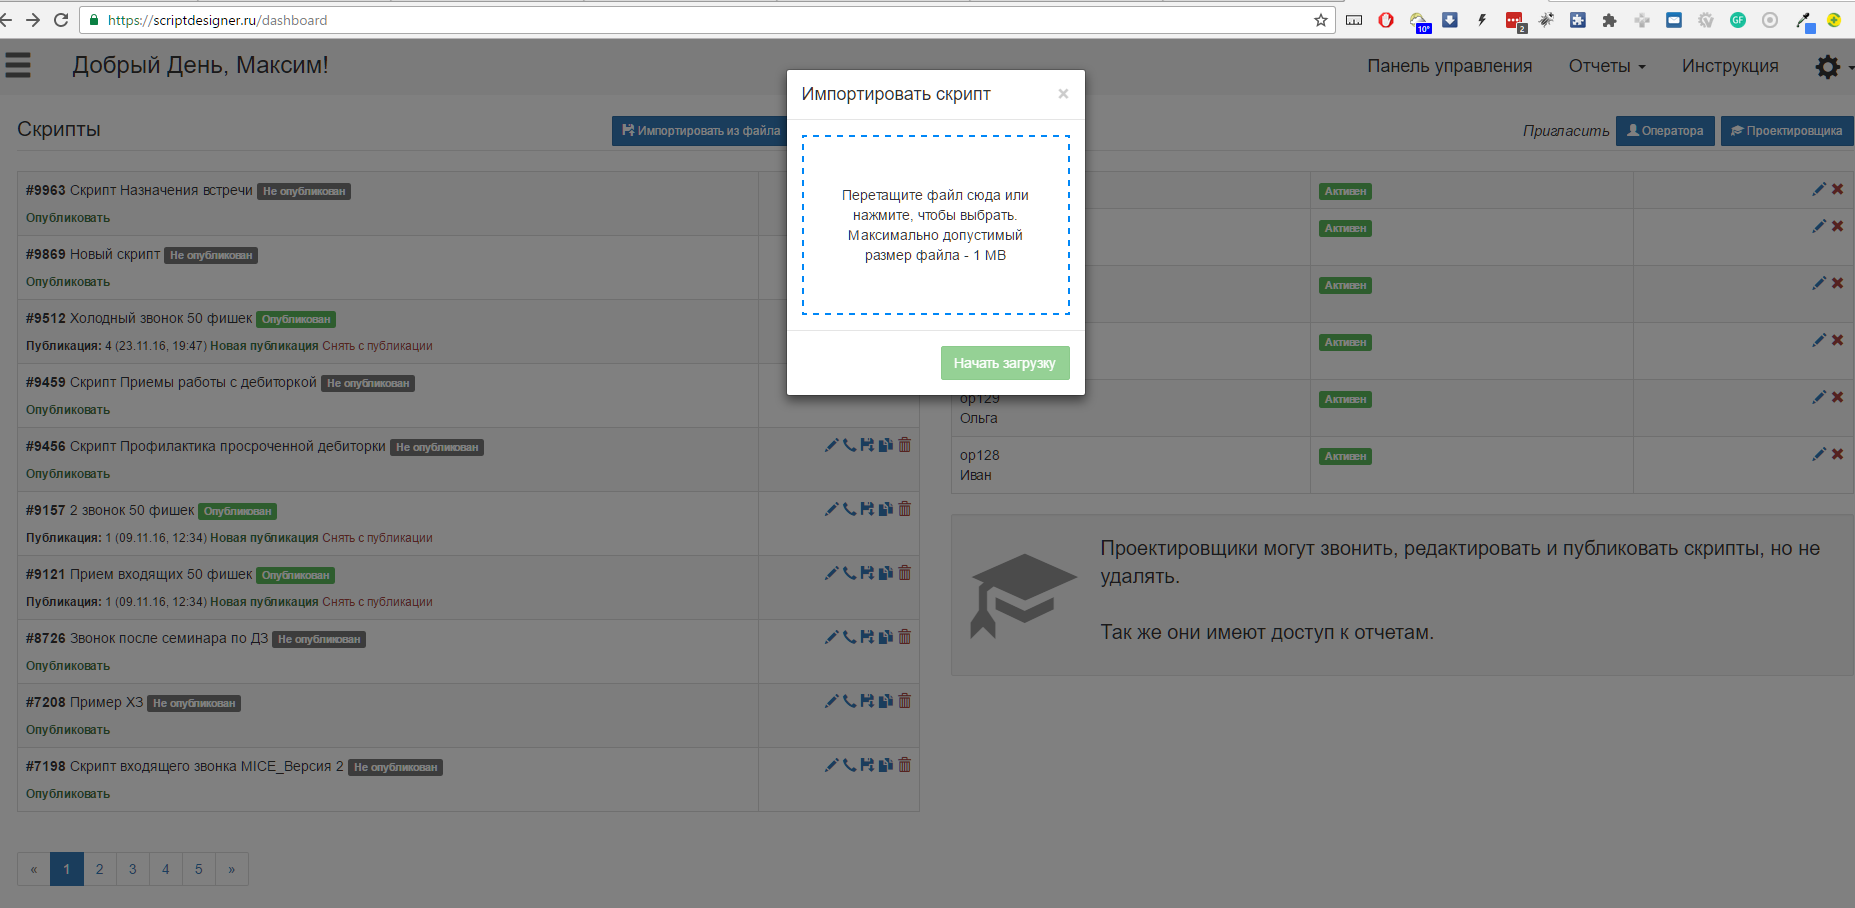 https://scriptdesigner.ru/dashboard
10°
2
GF
Добрый День, Максим!
Панель управления
Отчеты
Инструкция
Импортировать скрипт
×
Перетащите файл сюда или
нажмите, чтобы выбрать.
Максимально допустимый
размер файла - 1 MB
Начать загрузку
Скрипты
Импортировать из файла
#9963 Скрипт Назначения встречи Не опубликован
Опубликовать
#9869 Новый скрипт Не опубликован
Опубликовать
#9512 Холодный звонок 50 фишек Опубликован
Публикация: 4 (23.11.16, 19:47) Новая публикация Снять с публикации
#9459 Скрипт Приемы работы с дебиторкой Не опубликован
Опубликовать
#9456 Скрипт Профилактика просроченной дебиторки Не опубликован
Опубликовать
#9157 2 звонок 50 фишек Опубликован
Публикация: 1 (09.11.16, 12:34) Новая публикация Снять с публикации
#9121 Прием входящих 50 фишек Опубликован
Публикация: 1 (09.11.16, 12:34) Новая публикация Снять с публикации
#8726 Звонок после семинара по ДЗ Не опубликован
Опубликовать
#7208 Пример ХЗ Не опубликован
Опубликовать
#7198 Скрипт входящего звонка MICE_Версия 2 Не опубликован
Опубликовать
« 1 2 3 4 5 »
Пригласить Оператора Проектировщика
Активен
Активен
Активен
Активен
op129 Активен
Ольга
op128 Активен
Иван
Проектировщики могут звонить, редактировать и публиковать скрипты, но не
удалять.
Так же они имеют доступ к отчетам.